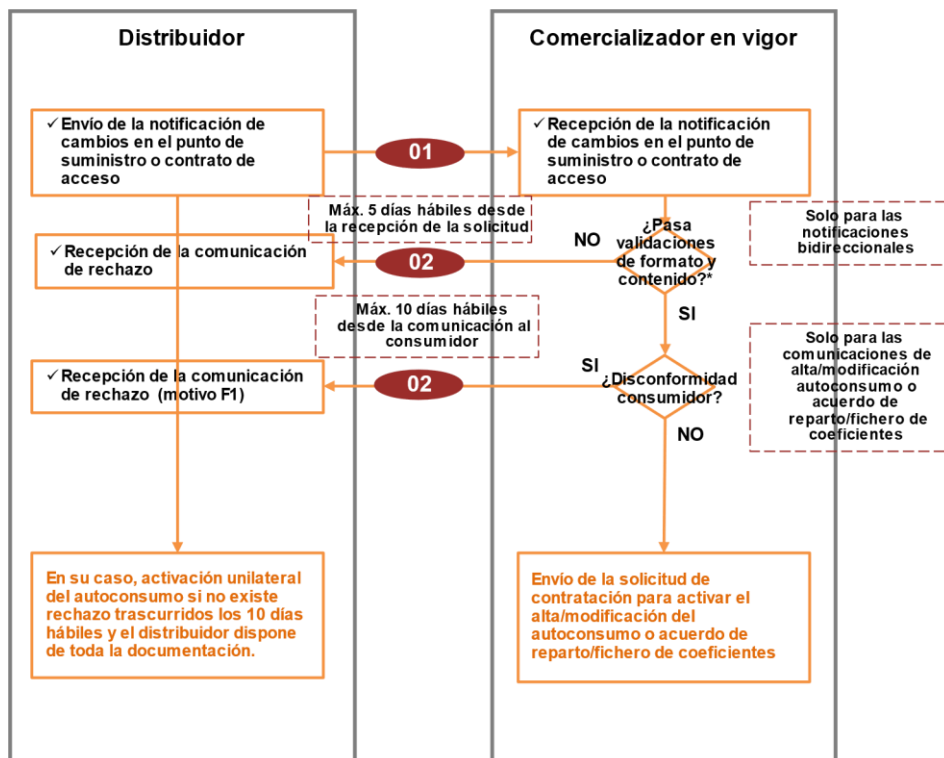 Distribuidor
Comercializador en vigor
✓ Envío de la notificación de
cambios en el punto de
suministro o contrato de
acceso
01
✓ Recepción de la notificación
de cambios en el punto de
suministro o contrato de
acceso
Máx. 5 días hábiles desde
la recepción de la solicitud
Solo para las
notificaciones
bidireccionales
✓ Recepción de la comunicación
de rechazo
02
NO
¿Pasa
validaciones
de formato y
contenido?*
SI
Máx. 10 días hábiles
desde la comunicación al
consumidor
Solo para las
comunicaciones de
alta/modificación
autoconsumo o
acuerdo de
reparto/fichero de
coeficientes
✓ Recepción de la comunicación
de rechazo (motivo F1)
02
SI
¿Disconformidad
consumidor?
NO
En su caso, activación unilateral
del autoconsumo si no existe
rechazo trascurridos los 10 días
hábiles y el distribuidor dispone
de toda la documentación.
Envío de la solicitud de
contratación para activar el
alta/modificación del
autoconsumo o acuerdo de
reparto/fichero de coeficientes